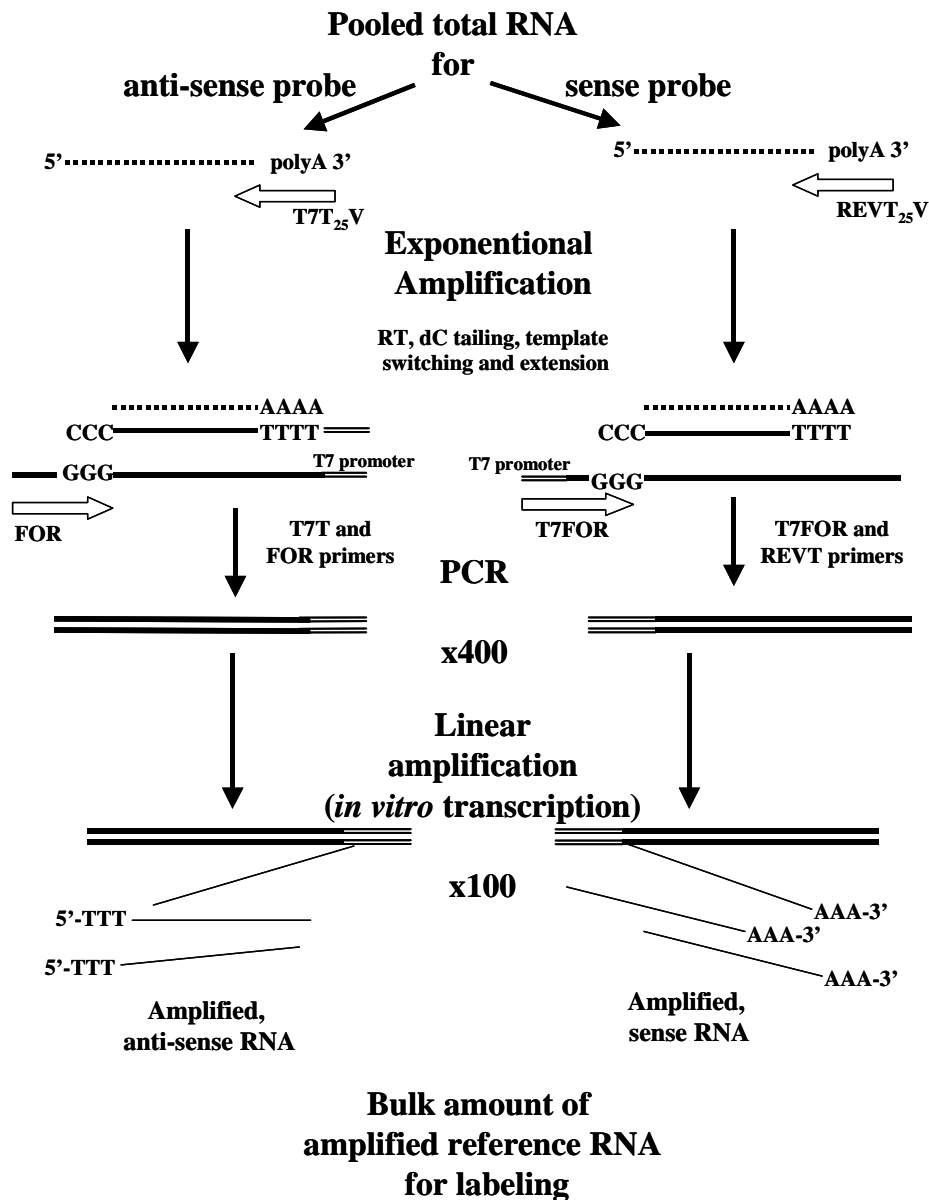 Pooled total RNA
for
anti-sense probe
sense probe
5’ polyA 3’
T7T25V
5’ polyA 3’
REVT25V
Exponentional
Amplification
RT, dC tailing, template
switching and extension
AAAA
CCC TTTT
T7 promoter
GGG
FOR
AAAA
CCC TTTT
T7 promoter
GGG
T7FOR
T7T and
FOR primers
T7FOR and
REVT primers
PCR
x400
Linear
amplification
(in vitro transcription)
x100
5’-TTT
5’-TTT
AAA-3’
AAA-3’
AAA-3’
Amplified,
anti-sense RNA
Amplified,
sense RNA
Bulk amount of
amplified reference RNA
for labeling